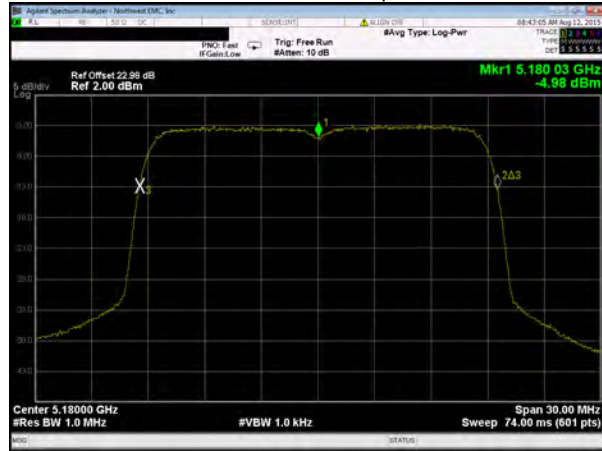 Agilent Spectrum Analyzer - Northwest EMC, Inc
RL RF 50 Ω DC SENSE:INT ALIGN OFF 08:43:05 AM Aug 12, 2015
#Avg Type: Log-Pwr TRACE 1 2 3 4 5 6
PNO: Fast Trig: Free Run TYPE
IFGain:Low #Atten: 10 dB DET S S S S S S
Mkr1 5.180 03 GHz
Ref Offset 22.98 dB
5 dB/div Ref 2.00 dBm -4.98 dBm
Log
1
2Δ3
X3
Center 5.18000 GHz Span 30.00 MHz
#Res BW 1.0 MHz #VBW 1.0 kHz Sweep 74.00 ms (601 pts)
MSG STATUS